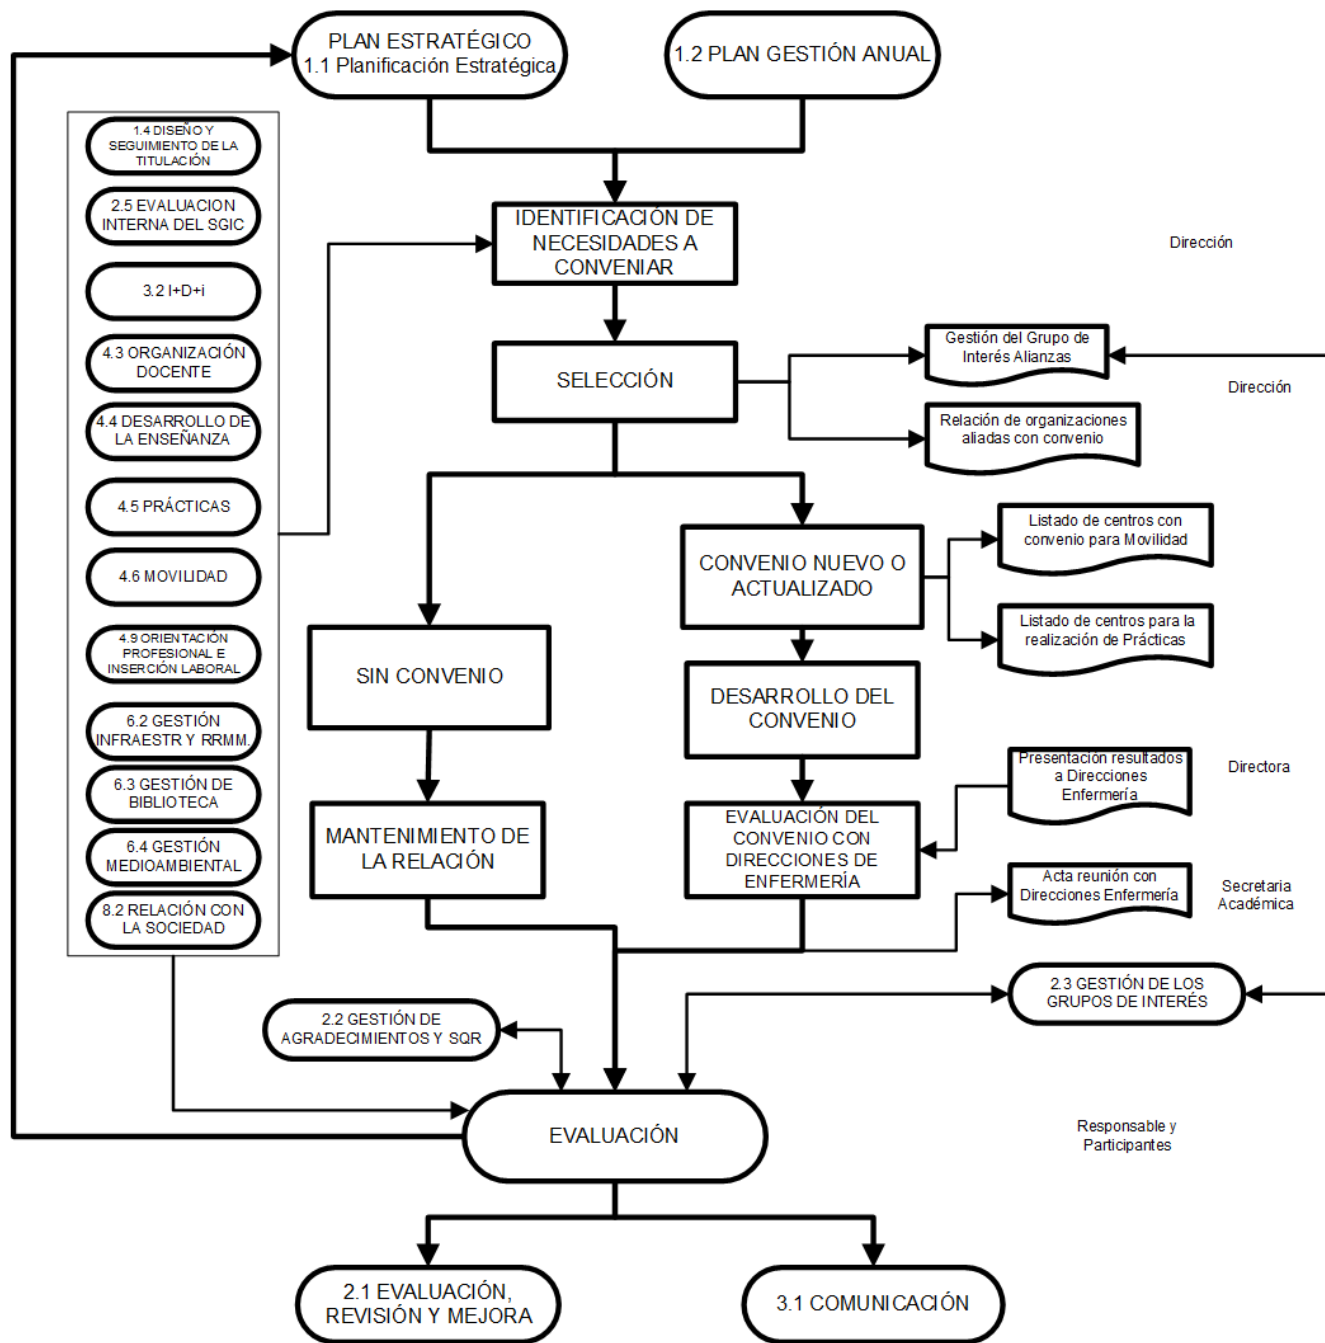 PLAN ESTRATÉGICO
1.1 Planificación Estratégica
1.2 PLAN GESTIÓN ANUAL
1.4 DISEÑO Y
SEGUIMIENTO DE LA
TITULACIÓN
2.5 EVALUACION
INTERNA DEL SGIC
3.2 I+D+i
4.3 ORGANIZACIÓN
DOCENTE
4.4 DESARROLLO DE
LA ENSEÑANZA
4.5 PRÁCTICAS
4.6 MOVILIDAD
4.9 ORIENTACIÓN
PROFESIONAL E
INSERCIÓN LABORAL
6.2 GESTIÓN
INFRAESTR Y RRMM.
6.3 GESTIÓN DE
BIBLIOTECA
6.4 GESTIÓN
MEDIOAMBIENTAL
8.2 RELACIÓN CON
LA SOCIEDAD
IDENTIFICACIÓN DE
NECESIDADES A
CONVENIAR
Dirección
SELECCIÓN
Gestión del Grupo de
Interés Alianzas
Dirección
Relación de organizaciones
aliadas con convenio
CONVENIO NUEVO O
ACTUALIZADO
Listado de centros con
convenio para Movilidad
Listado de centros para la
realización de Prácticas
SIN CONVENIO
DESARROLLO DEL
CONVENIO
MANTENIMIENTO DE
LA RELACIÓN
EVALUACIÓN DEL
CONVENIO CON
DIRECCIONES DE
ENFERMERÍA
Presentación resultados
a Direcciones
Enfermería
Directora
Acta reunión con
Direcciones Enfermería
Secretaria
Académica
2.3 GESTIÓN DE LOS
GRUPOS DE INTERÉS
2.2 GESTIÓN DE
AGRADECIMIENTOS Y SQR
EVALUACIÓN
Responsable y
Participantes
2.1 EVALUACIÓN,
REVISIÓN Y MEJORA
3.1 COMUNICACIÓN